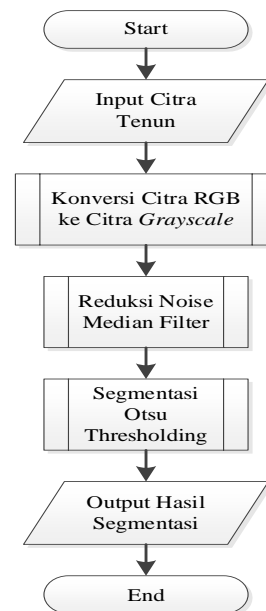 Start
Input Citra
Tenun
Konversi Citra RGB
ke Citra Grayscale
Reduksi Noise
Median Filter
Segmentasi
Otsu
Thresholding
Output Hasil
Segmentasi
End